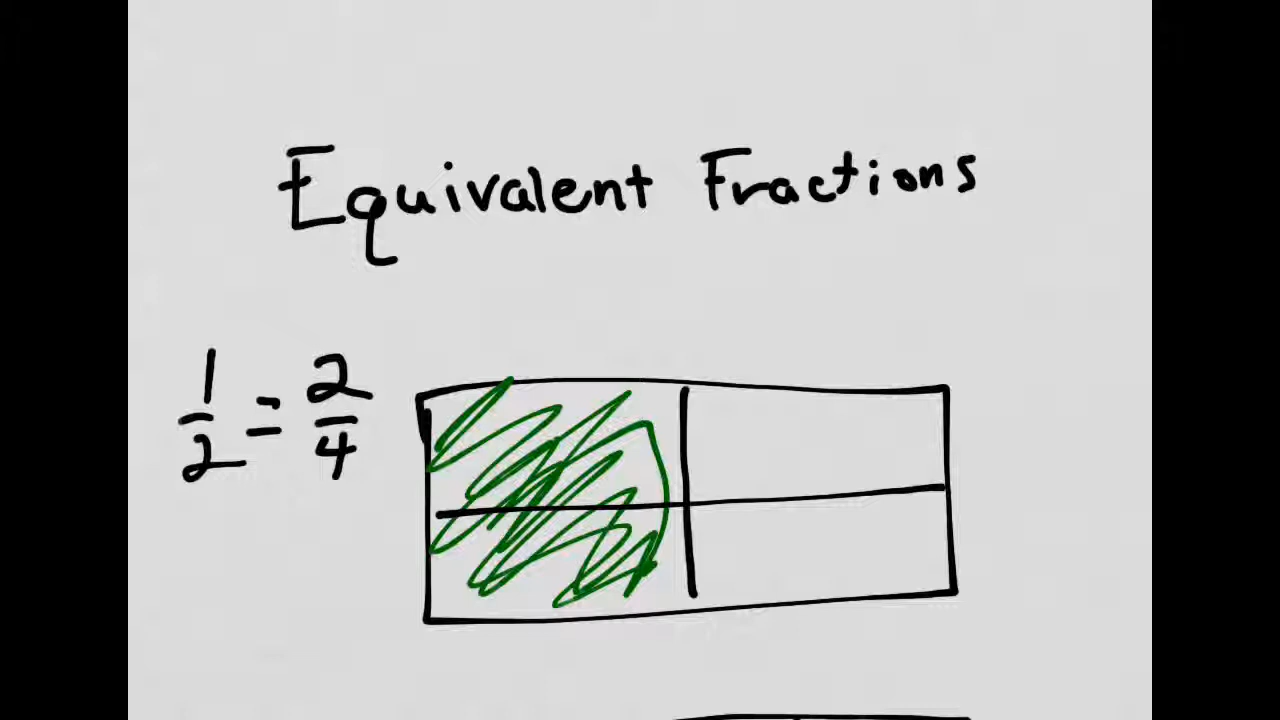 Equivalent Fractions
1/2 = 2/4